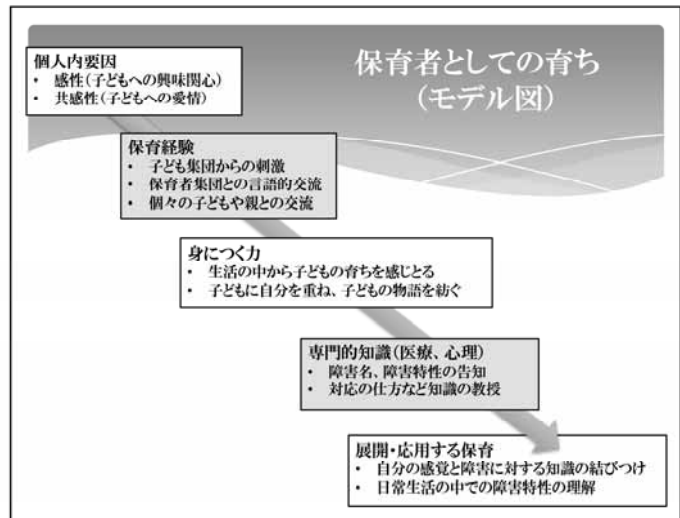 保育者としての育ち
（モデル図）
個人内要因
・ 感性（子どもへの興味関心）
・ 共感性（子どもへの愛情）
保育経験
・ 子ども集団からの刺激
・ 保育者集団との言語的交流
・ 個々の子どもや親との交流
身につく力
・ 生活の中から子どもの育ちを感じとる
・ 子どもに自分を重ね、子どもの物語を紡ぐ
専門的知識（医療、心理）
・ 障害名、障害特性の告知
・ 対応の仕方など知識の教授
展開・応用する保育
・ 自分の感覚と障害に対する知識の結びつけ
・ 日常生活の中での障害特性の理解